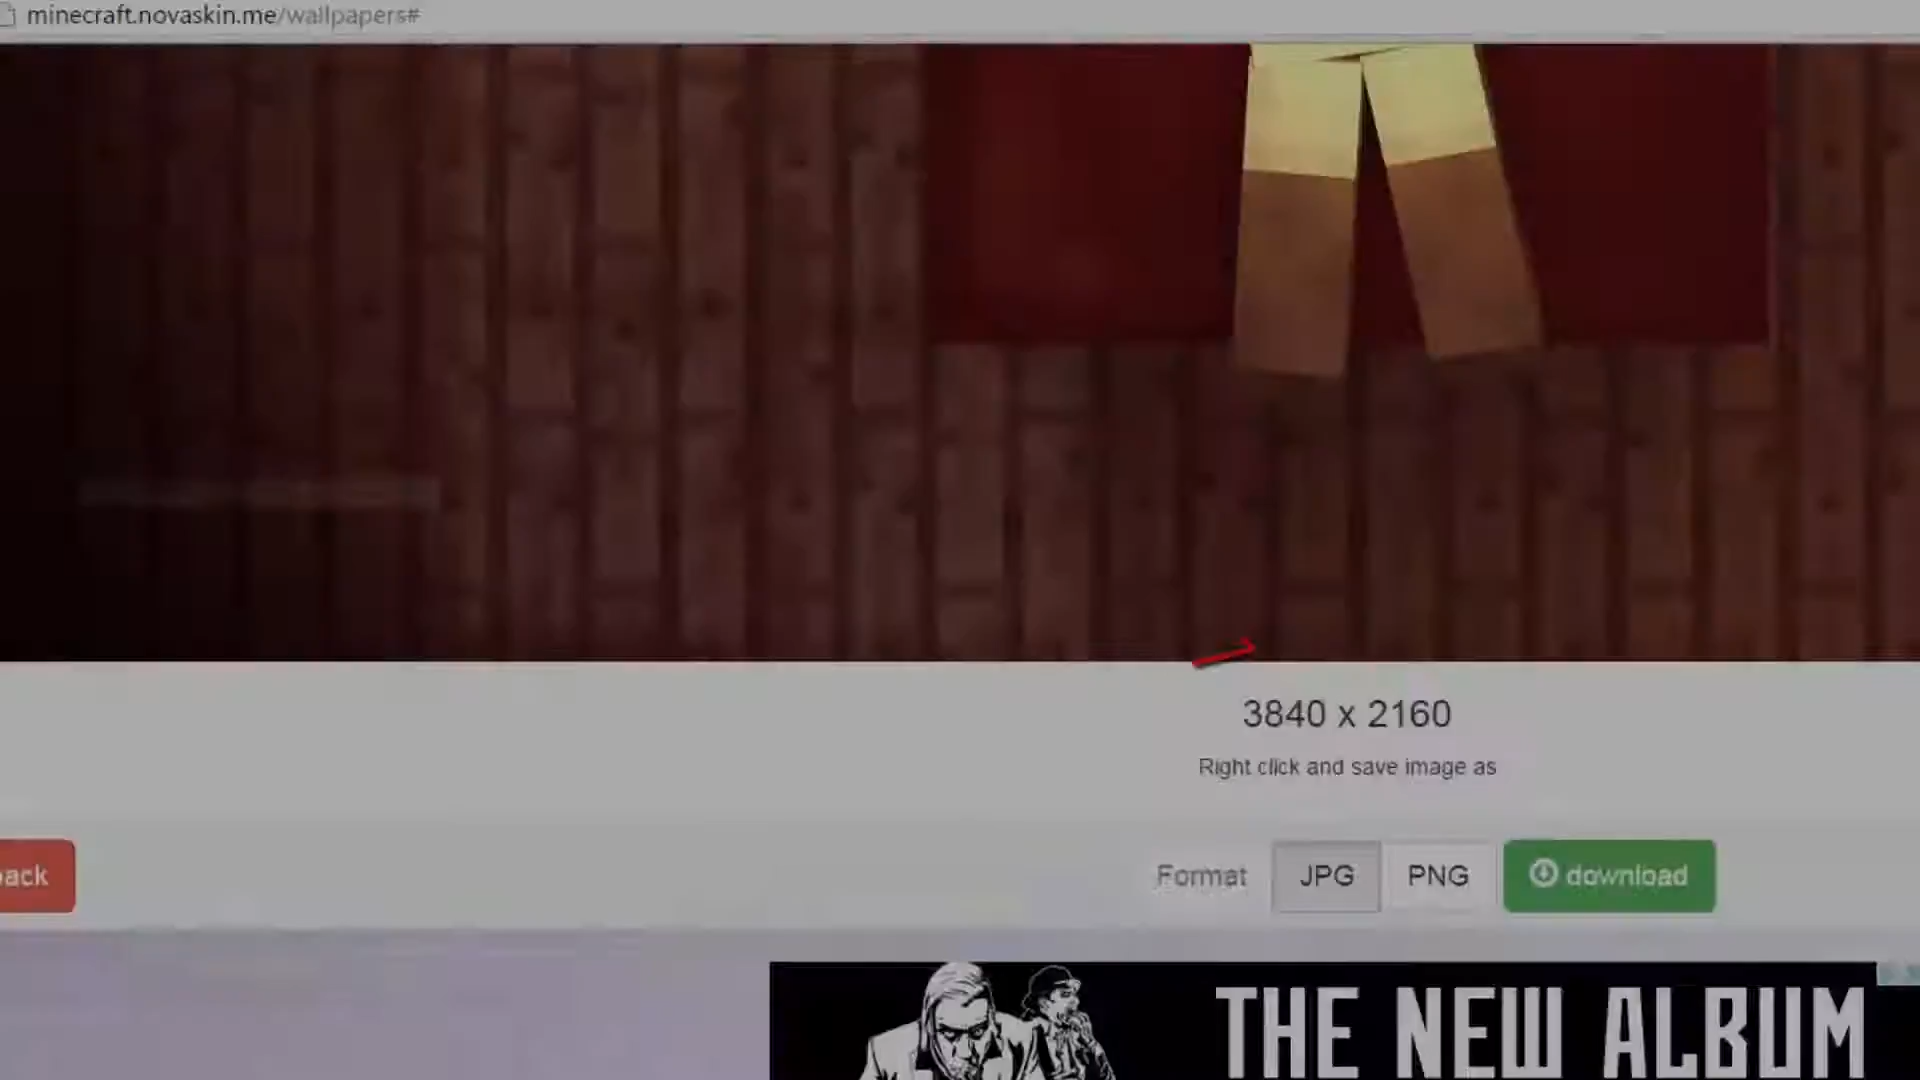 minecraft.novaskin.me/wallpapers#
3840 x 2160
Right click and save image as
ack
Format
JPG
PNG
download
THE NEW ALBUM